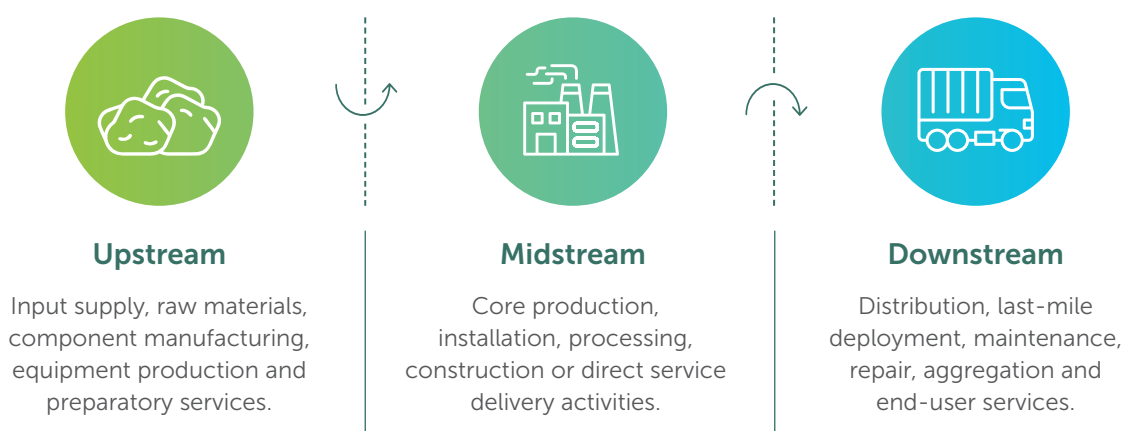 Upstream
Input supply, raw materials,
component manufacturing,
equipment production and
preparatory services.
Midstream
Core production,
installation, processing,
construction or direct service
delivery activities.
Downstream
Distribution, last-mile
deployment, maintenance,
repair, aggregation and
end-user services.